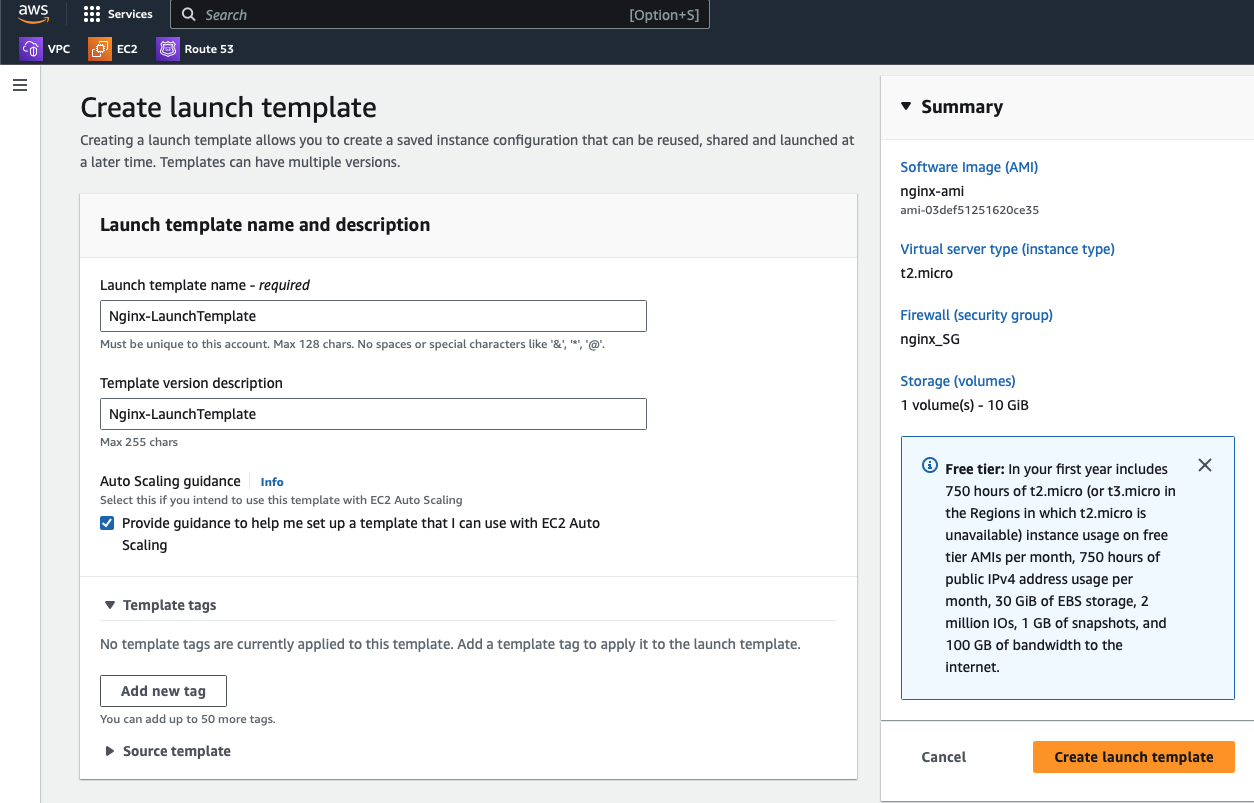 aws
Services
Search
[Option+S]
VPC
EC2
Route 53
Create launch template
Creating a launch template allows you to create a saved instance configuration that can be reused, shared and launched at
a later time. Templates can have multiple versions.
Launch template name and description
Launch template name - required
Nginx-LaunchTemplate
Must be unique to this account. Max 128 chars. No spaces or special characters like '&', '*', '@'.
Template version description
Nginx-LaunchTemplate
Max 255 chars
Auto Scaling guidance
Info
Select this if you intend to use this template with EC2 Auto Scaling
Provide guidance to help me set up a template that I can use with EC2 Auto
Scaling
Template tags
No template tags are currently applied to this template. Add a template tag to apply it to the launch template.
Add new tag
You can add up to 50 more tags.
Source template
Summary
Software Image (AMI)
nginx-ami
ami-03def51251620ce35
Virtual server type (instance type)
t2.micro
Firewall (security group)
nginx_SG
Storage (volumes)
1 volume(s) - 10 GiB
Free tier: In your first year includes
750 hours of t2.micro (or t3.micro in
the Regions in which t2.micro is
unavailable) instance usage on free
tier AMIs per month, 750 hours of
public IPv4 address usage per
month, 30 GiB of EBS storage, 2
million IOs, 1 GB of snapshots, and
100 GB of bandwidth to the
internet.
Cancel
Create launch template